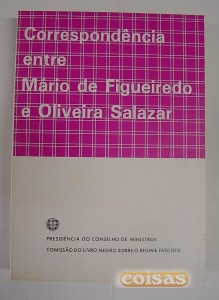 Correspondência
entre
Mário de Figueiredo
e Oliveira Salazar
PRESIDÊNCIA DO CONSELHO DE MINISTROS
COMISSÃO DO LIVRO NEGRO SOBRE O REGIME FASCISTA
coisas